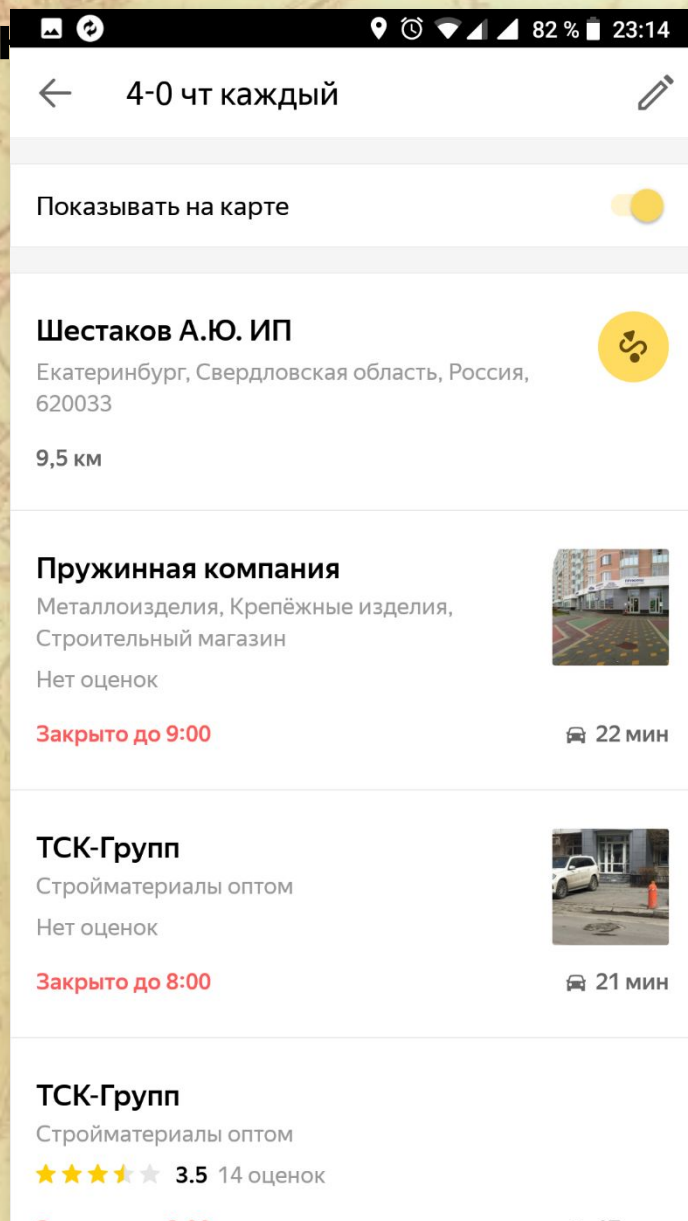 82 % 23:14
4-0 чт каждый
Показывать на карте
Шестаков А.Ю. ИП
Екатеринбург, Свердловская область, Россия,
620033
9,5 км
Пружинная компания
Металлоизделия, Крепёжные изделия,
Строительный магазин
Нет оценок
Закрыто до 9:00 22 мин
ТСК-Групп
Стройматериалы оптом
Нет оценок
Закрыто до 8:00 21 мин
ТСК-Групп
Стройматериалы оптом
3.5 14 оценок